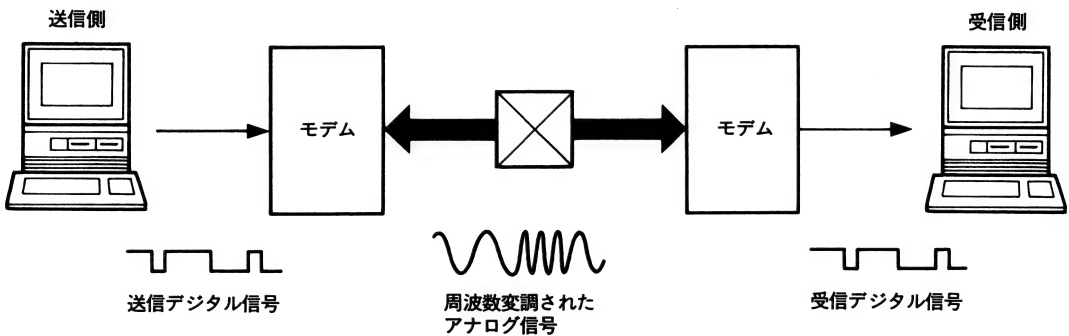 送信側
受信側
モデム
モデム
送信デジタル信号
周波数変調された
アナログ信号
受信デジタル信号